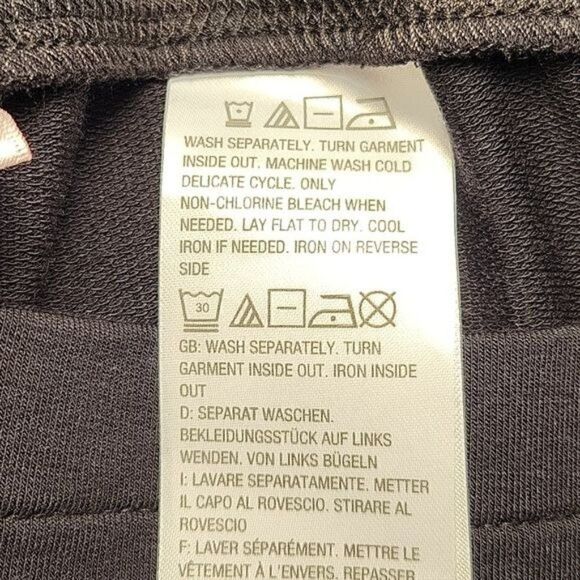 WASH SEPARATELY. TURN GARMENT
INSIDE OUT. MACHINE WASH COLD
DELICATE CYCLE. ONLY
NON-CHLORINE BLEACH WHEN
NEEDED. LAY FLAT TO DRY. COOL
IRON IF NEEDED. IRON ON REVERSE
SIDE
30
GB: WASH SEPARATELY. TURN
GARMENT INSIDE OUT. IRON INSIDE
OUT
D: SEPARAT WASCHEN.
BEKLEIDUNGSSTÜCK AUF LINKS
WENDEN. VON LINKS BÜGELN
I: LAVARE SEPARATAMENTE. METTER
IL CAPO AL ROVESCIO. STIRARE AL
ROVESCIO
F: LAVER SÉPARÉMENT. METTRE LE
VÊTEMENT À L'ENVERS. REPASSER